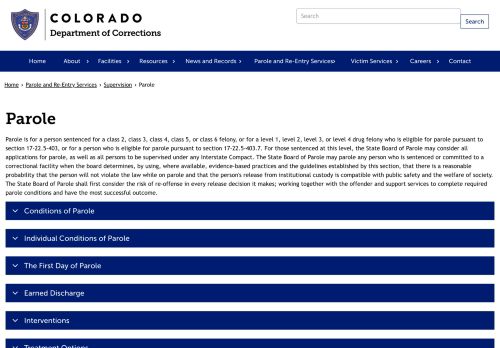 COLORADO
Department of Corrections
Search
Search
Home About Facilities Resources News and Records Parole and Re-Entry Services Victim Services Careers Contact
Home › Parole and Re-Entry Services › Supervision › Parole
Parole
Parole is for a person sentenced for a class 2, class 3, class 4, class 5, or class 6 felony, or for a level 1, level 2, level 3, or level 4 drug felony who is eligible for parole pursuant to
section 17-22.5-403, or for a person who is eligible for parole pursuant to section 17-22.5-403.7. For those sentenced at this level, the State Board of Parole may consider all
applications for parole, as well as all persons to be supervised under any Interstate Compact. The State Board of Parole may parole any person who is sentenced or committed to a
correctional facility when the board determines, by using, where available, evidence-based practices and the guidelines established by this section, that there is a reasonable
probability that the person will not violate the law while on parole and that the person's release from institutional custody is compatible with public safety and the welfare of society.
The State Board of Parole shall first consider the risk of re-offense in every release decision it makes; working together with the offender and support services to complete required
parole conditions and have the most successful outcome.
Conditions of Parole
Individual Conditions of Parole
The First Day of Parole
Earned Discharge
Interventions
Treatment Options